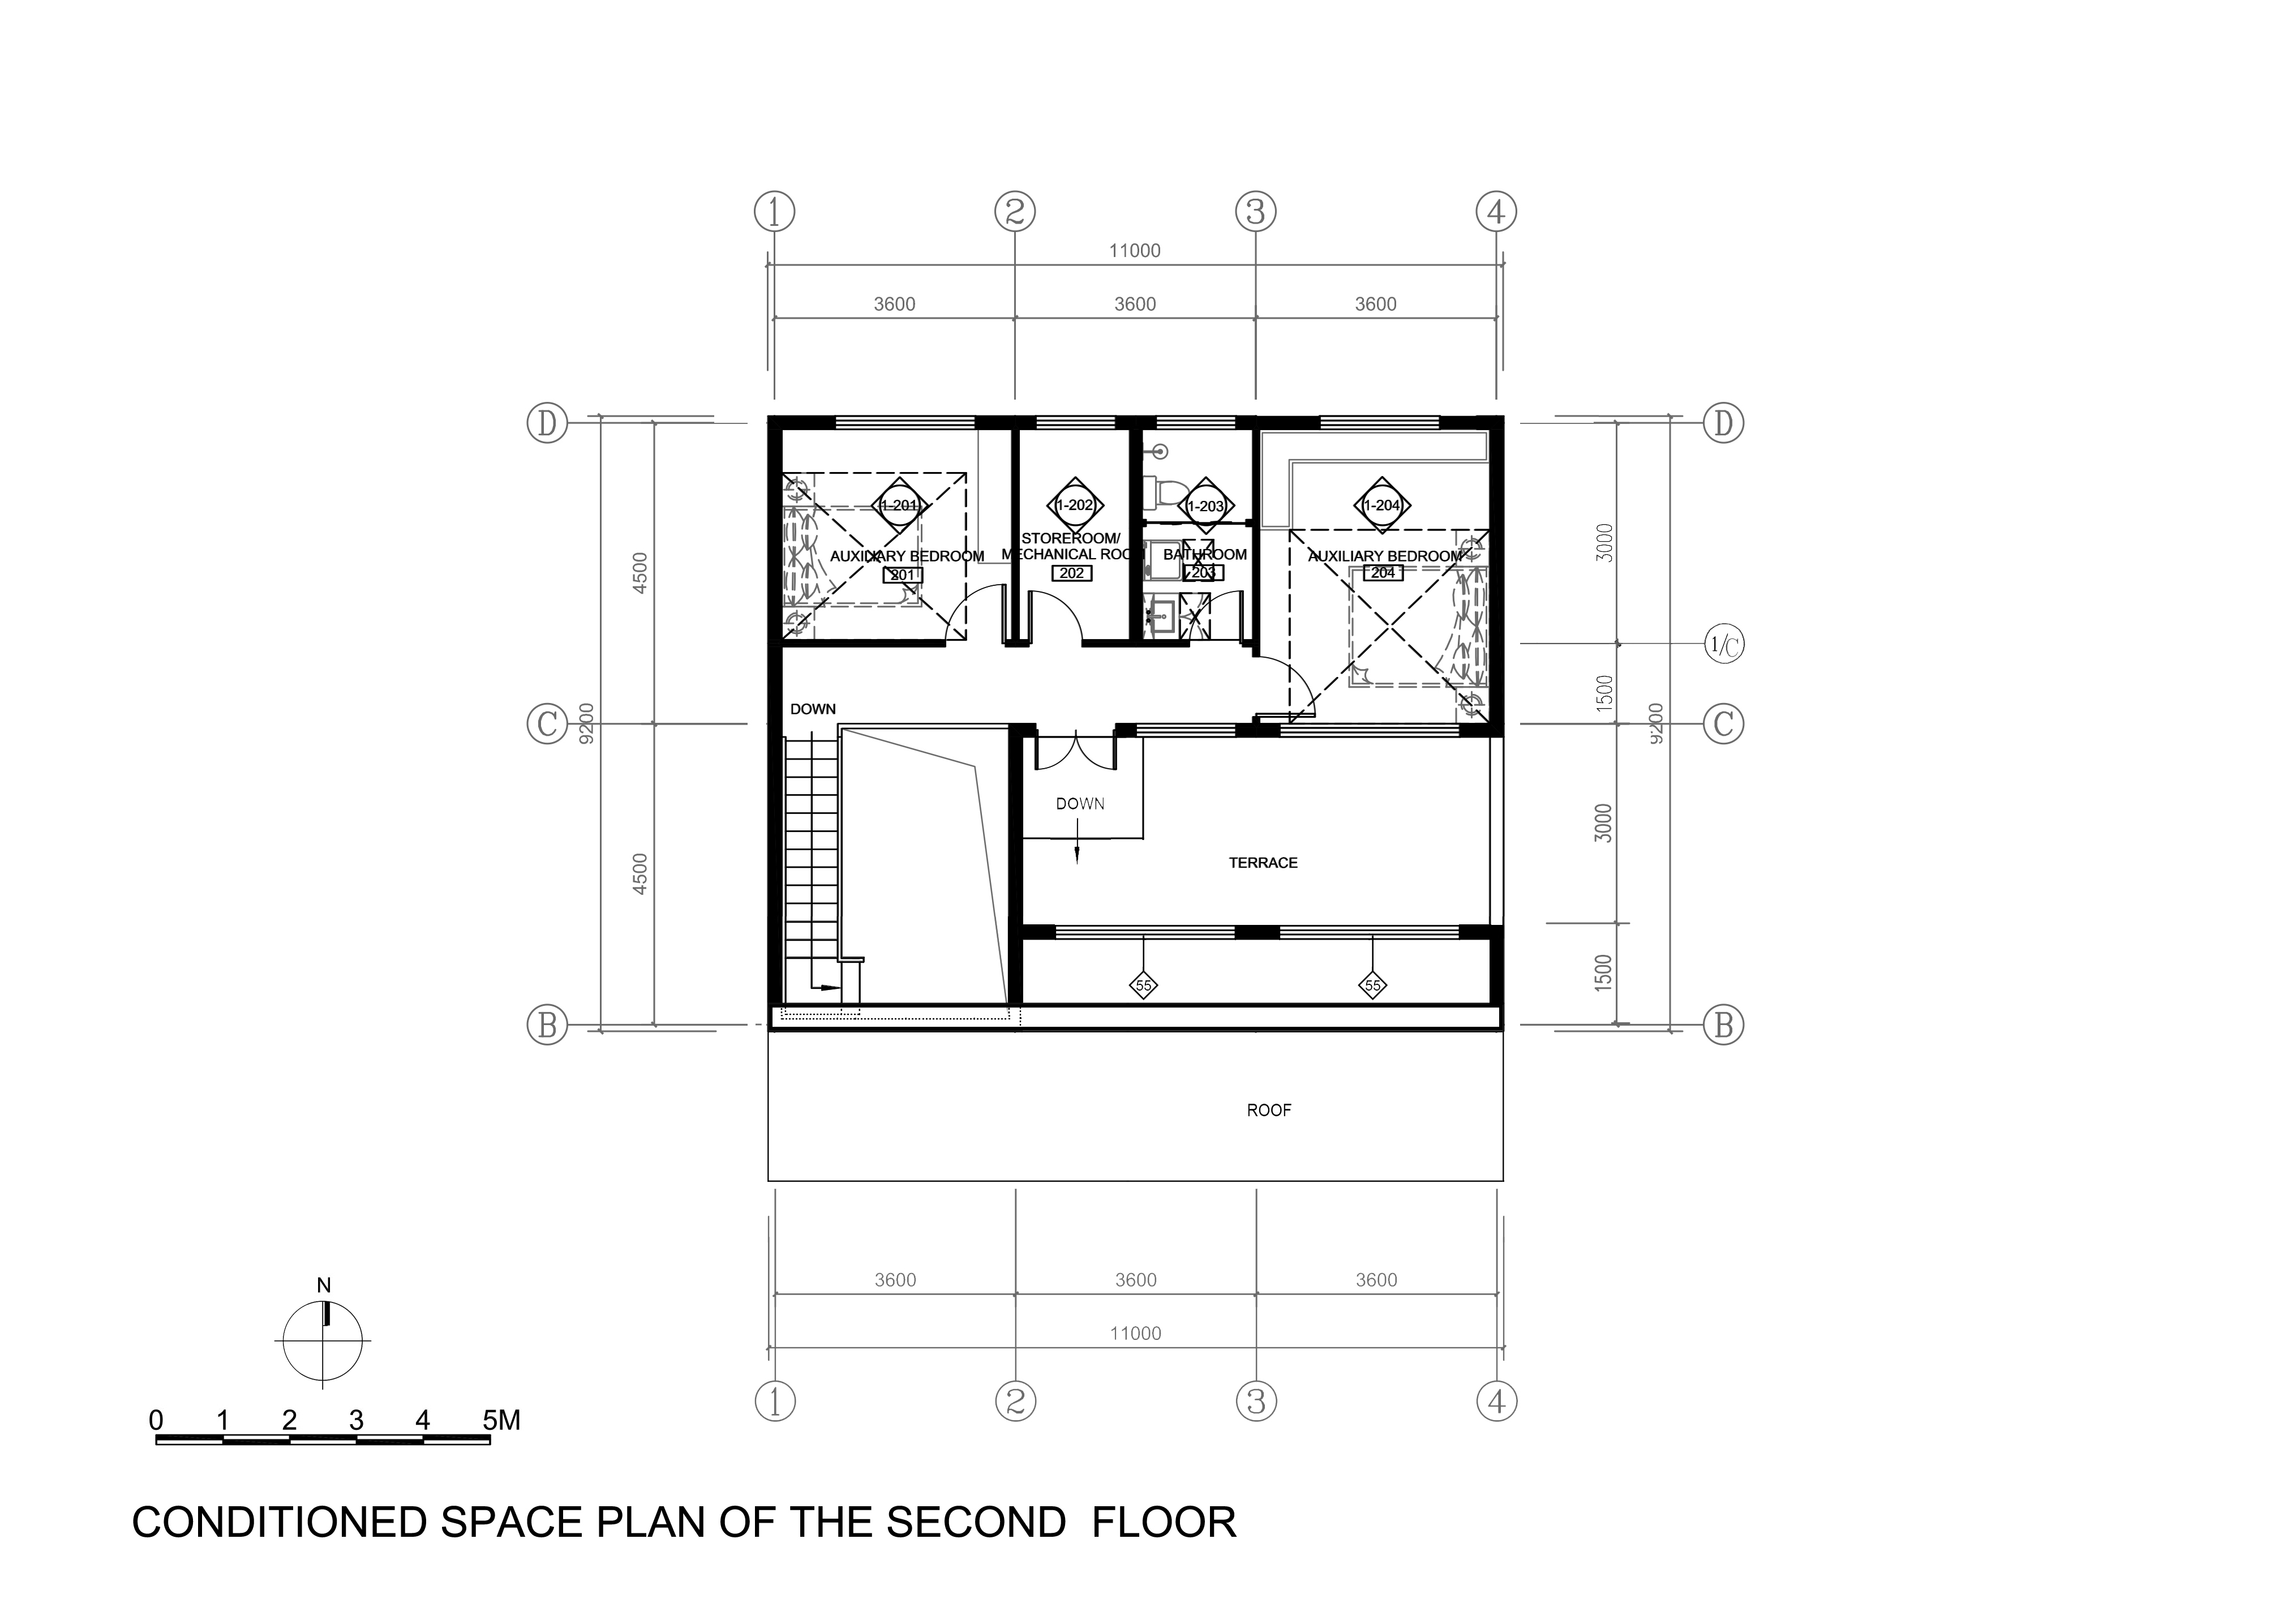 1 2 3 4
11000
3600 3600 3600
D D
1-201 1-202 1-203 1-204
STOREROOM/
AUXILIARY BEDROOM MECHANICAL ROOM BATHROOM AUXILIARY BEDROOM
201 202 203 204
4500 3000
1/C
1500
DOWN
C C
9200 9200
DOWN
3000
TERRACE
4500
1500
55 55
B B
ROOF
3600 3600 3600
11000
1 2 3 4
N
0 1 2 3 4 5M
CONDITIONED SPACE PLAN OF THE SECOND FLOOR